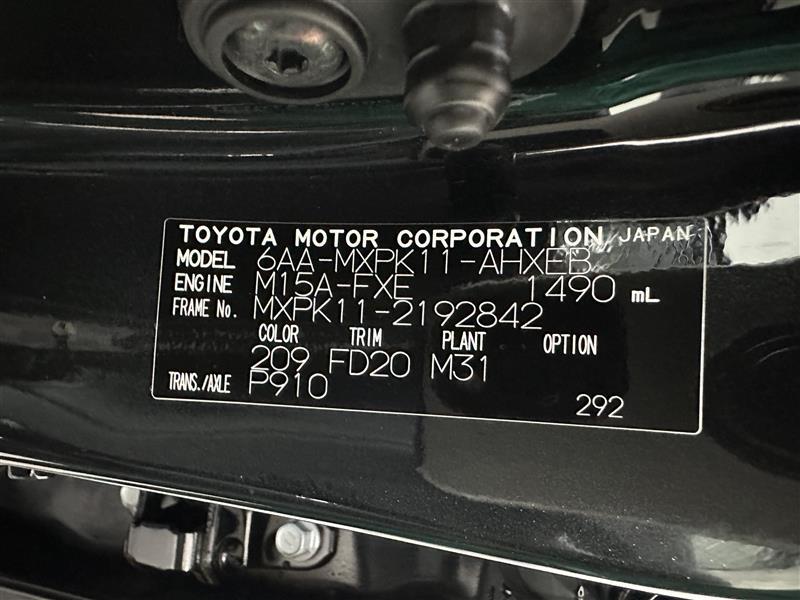 TOYOTA MOTOR CORPORATION JAPAN
MODEL 6AA-MXPK11-AHXEB
ENGINE M15A-FXE 1490 mL
FRAME No. MXPK11-2192842
COLOR TRIM PLANT OPTION
209 FD20 M31
TRANS./AXLE P910
292